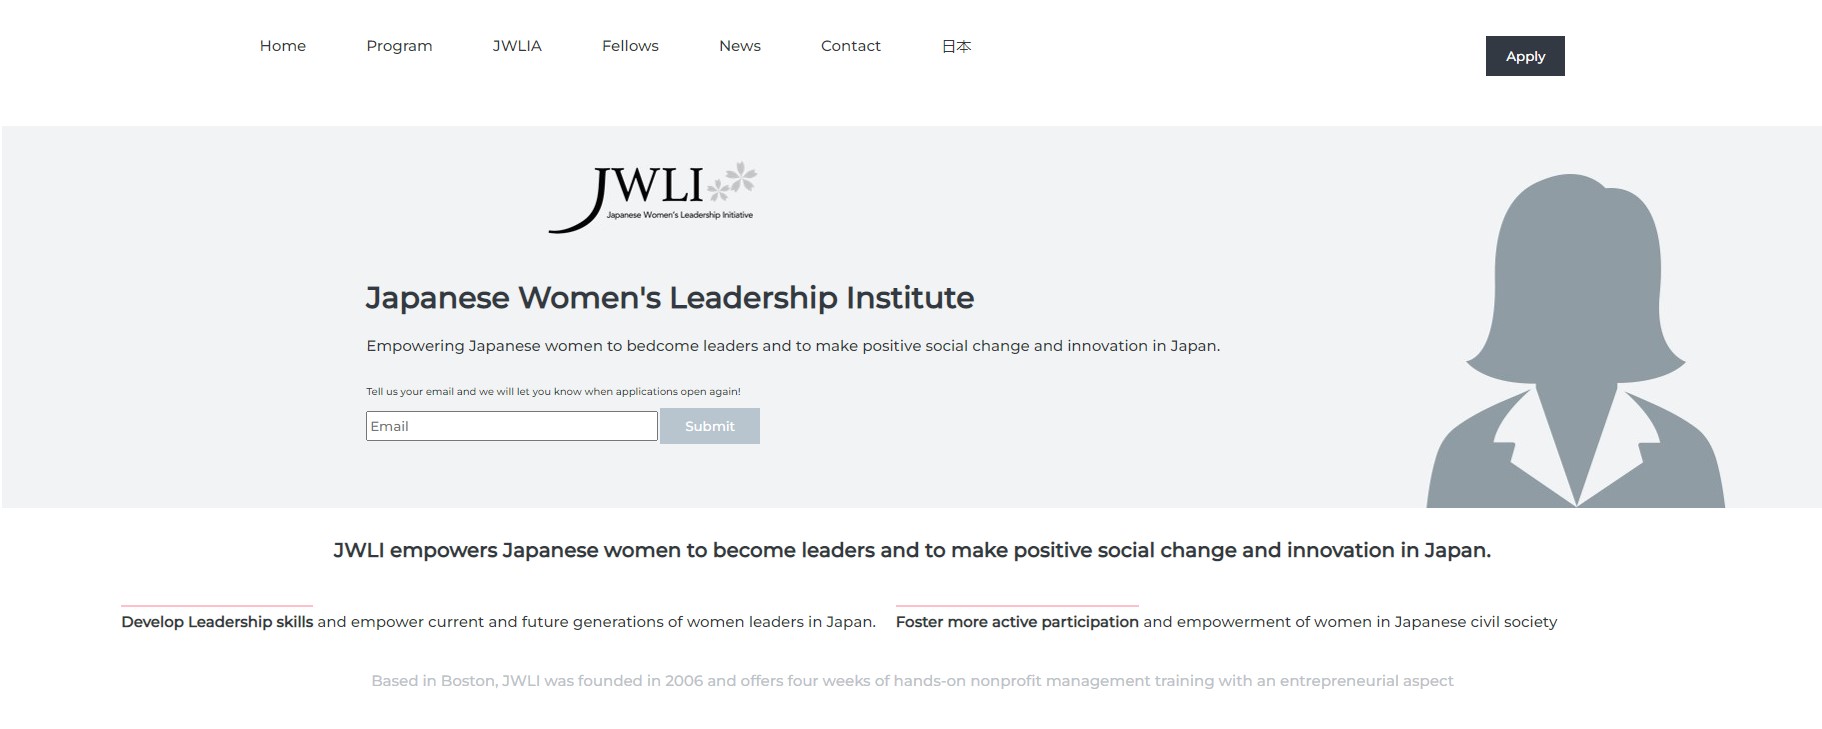 Home Program JWLIA Fellows News Contact 日本 Apply
JWLI
Japanese Women's Leadership Initiative
Japanese Women's Leadership Institute
Empowering Japanese women to bedcome leaders and to make positive social change and innovation in Japan.
Tell us your email and we will let you know when applications open again!
Email Submit
JWLI empowers Japanese women to become leaders and to make positive social change and innovation in Japan.
Develop Leadership skills and empower current and future generations of women leaders in Japan. Foster more active participation and empowerment of women in Japanese civil society
Based in Boston, JWLI was founded in 2006 and offers four weeks of hands-on nonprofit management training with an entrepreneurial aspect